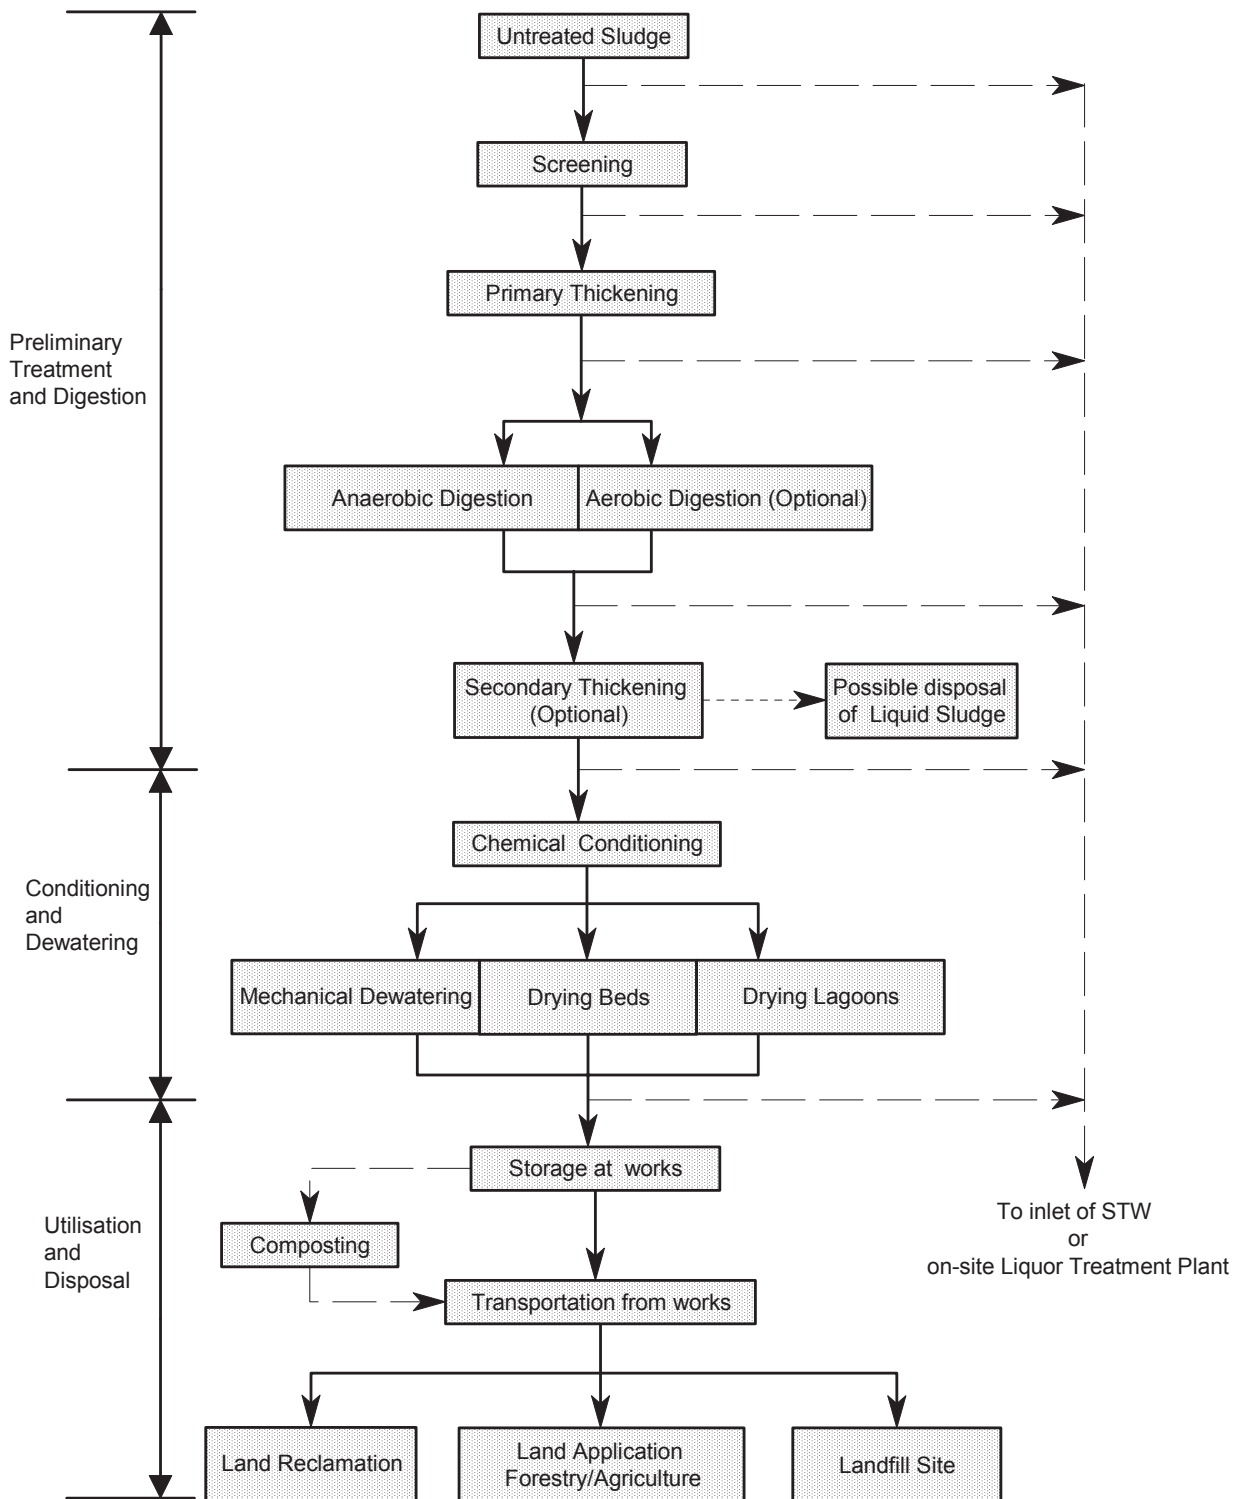 Untreated Sludge
Screening
Primary Thickening
Preliminary
Treatment
and Digestion
Anaerobic Digestion
Aerobic Digestion (Optional)
Secondary Thickening
(Optional)
Possible disposal
of Liquid Sludge
Chemical Conditioning
Conditioning
and
Dewatering
Mechanical Dewatering
Drying Beds
Drying Lagoons
Storage at works
Composting
Utilisation
and
Disposal
To inlet of STW
or
on-site Liquor Treatment Plant
Transportation from works
Land Reclamation
Land Application
Forestry/Agriculture
Landfill Site